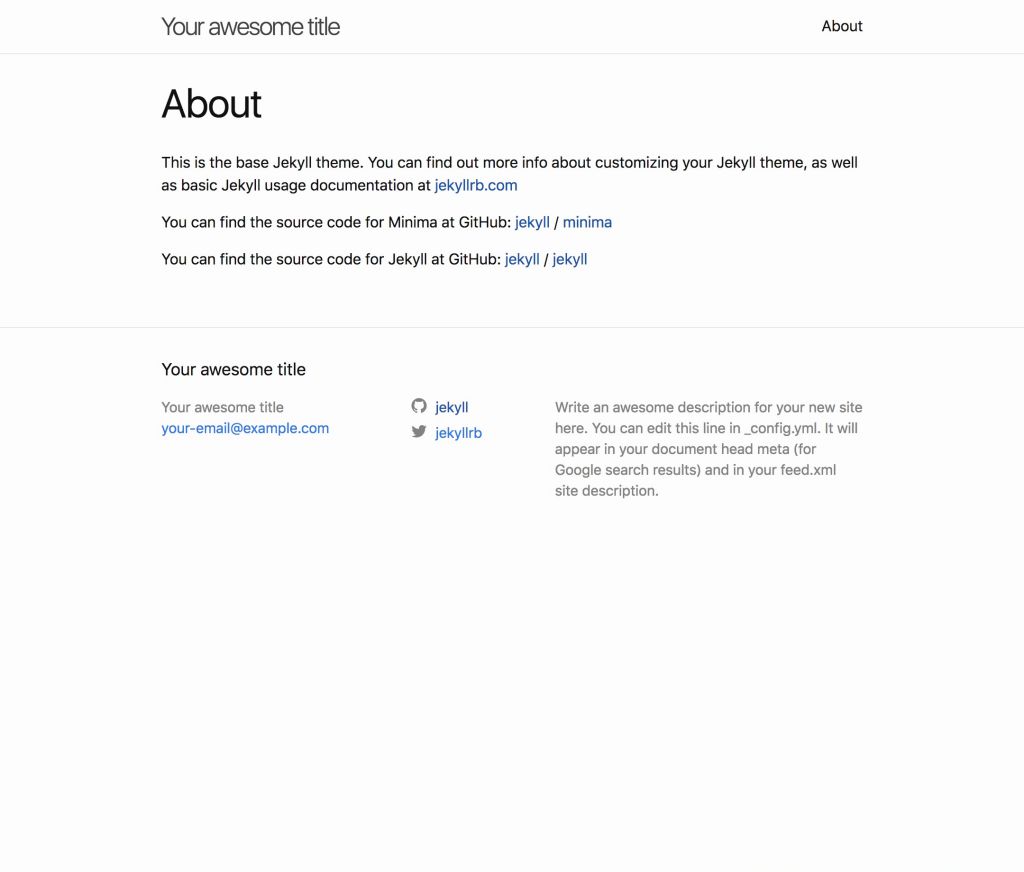 Your awesome title
About
About
This is the base Jekyll theme. You can find out more info about customizing your Jekyll theme, as well
as basic Jekyll usage documentation at jekyllrb.com
You can find the source code for Minima at GitHub: jekyll / minima
You can find the source code for Jekyll at GitHub: jekyll / jekyll
Your awesome title
Your awesome title
your-email@example.com
jekyll
jekyllrb
Write an awesome description for your new site
here. You can edit this line in _config.yml. It will
appear in your document head meta (for
Google search results) and in your feed.xml
site description.